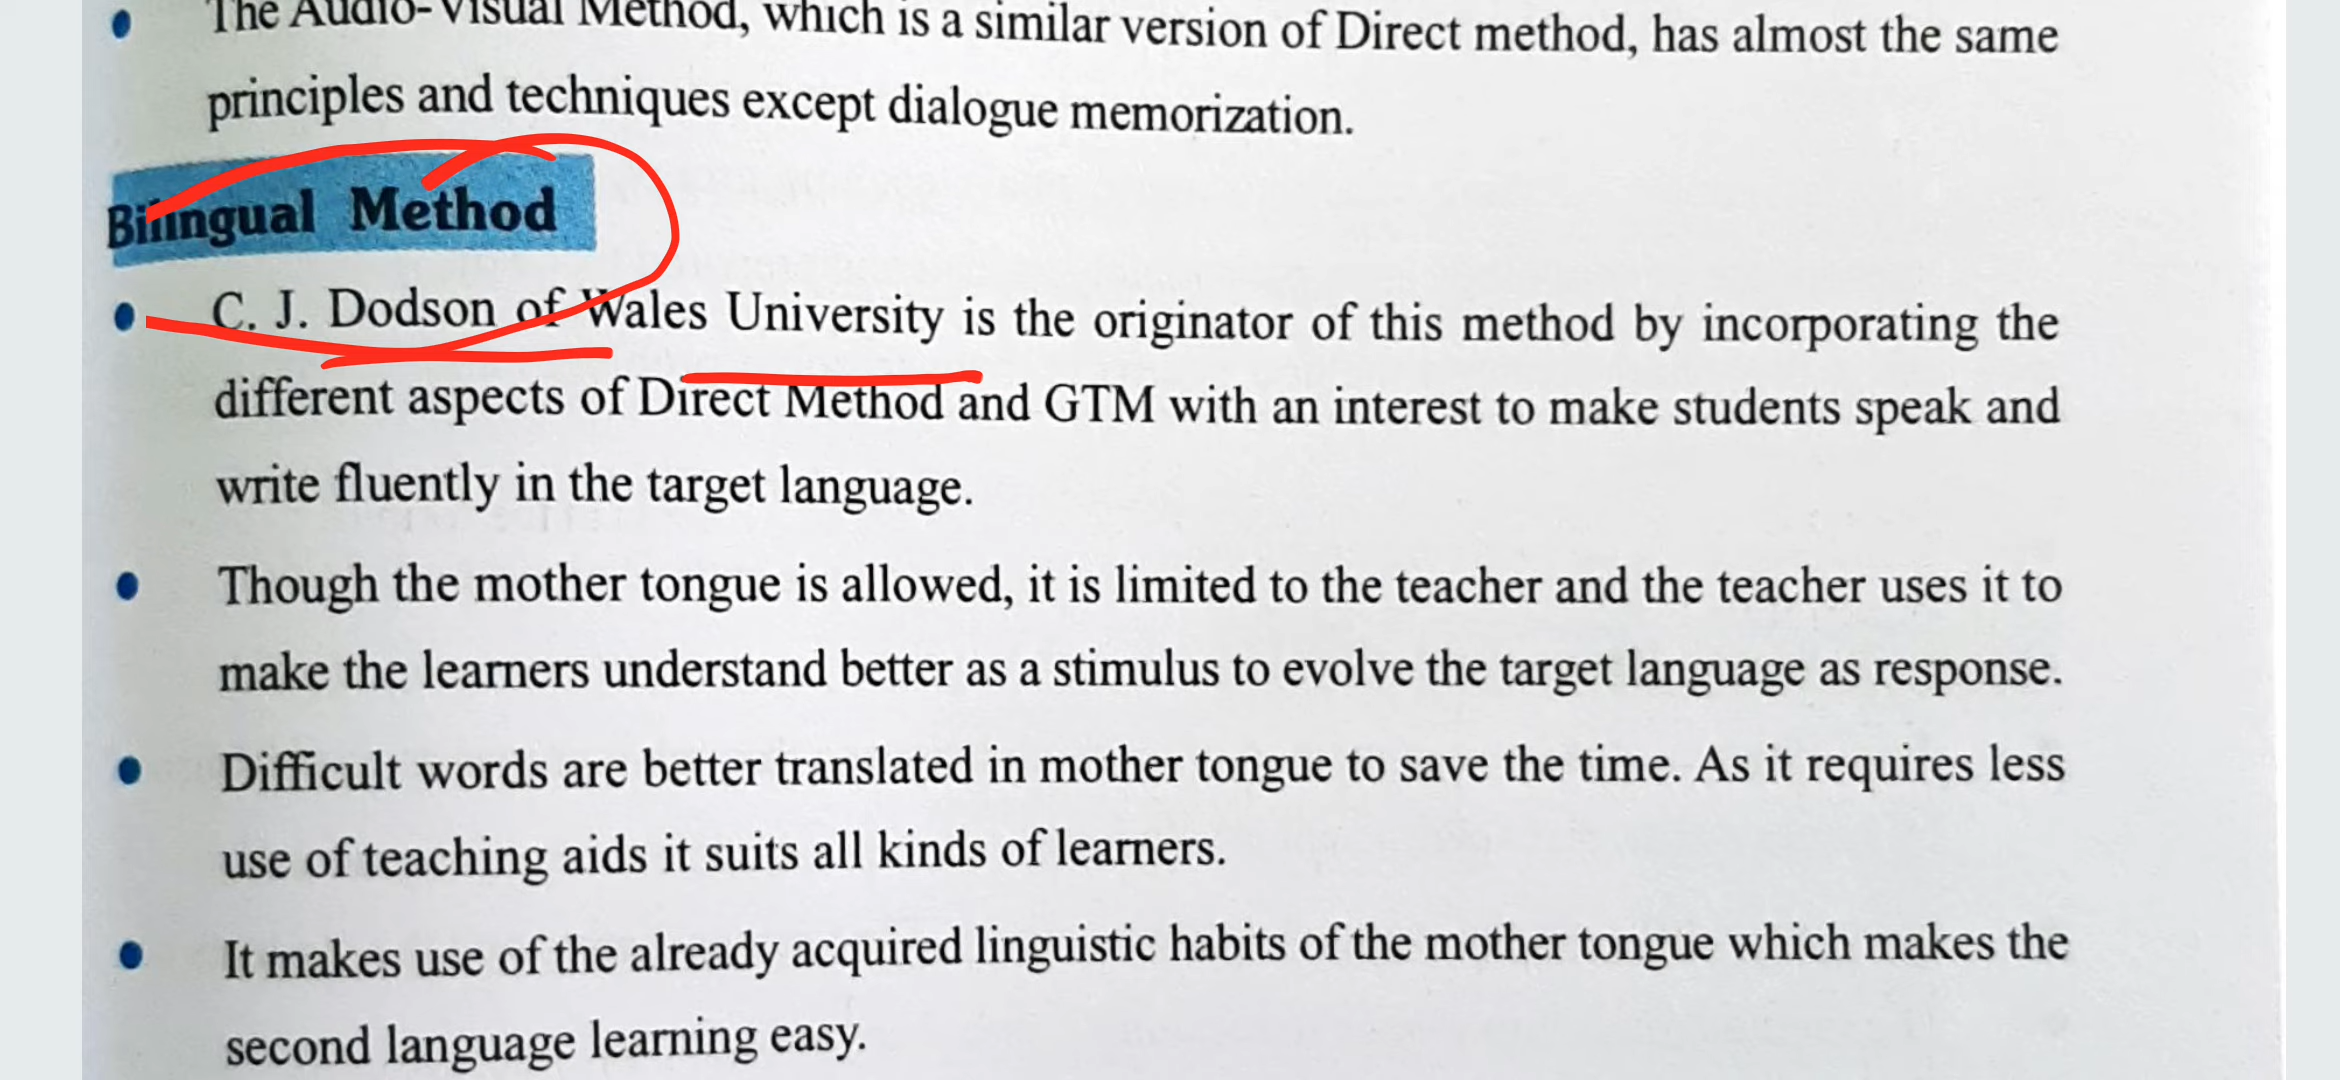 The Audio-Visual Method, which is a similar version of Direct method, has almost the same
principles and techniques except dialogue memorization.
Bilingual Method
C. J. Dodson of Wales University is the originator of this method by incorporating the
different aspects of Direct Method and GTM with an interest to make students speak and
write fluently in the target language.
Though the mother tongue is allowed, it is limited to the teacher and the teacher uses it to
make the learners understand better as a stimulus to evolve the target language as response.
Difficult words are better translated in mother tongue to save the time. As it requires less
use of teaching aids it suits all kinds of learners.
It makes use of the already acquired linguistic habits of the mother tongue which makes the
second language learning easy.